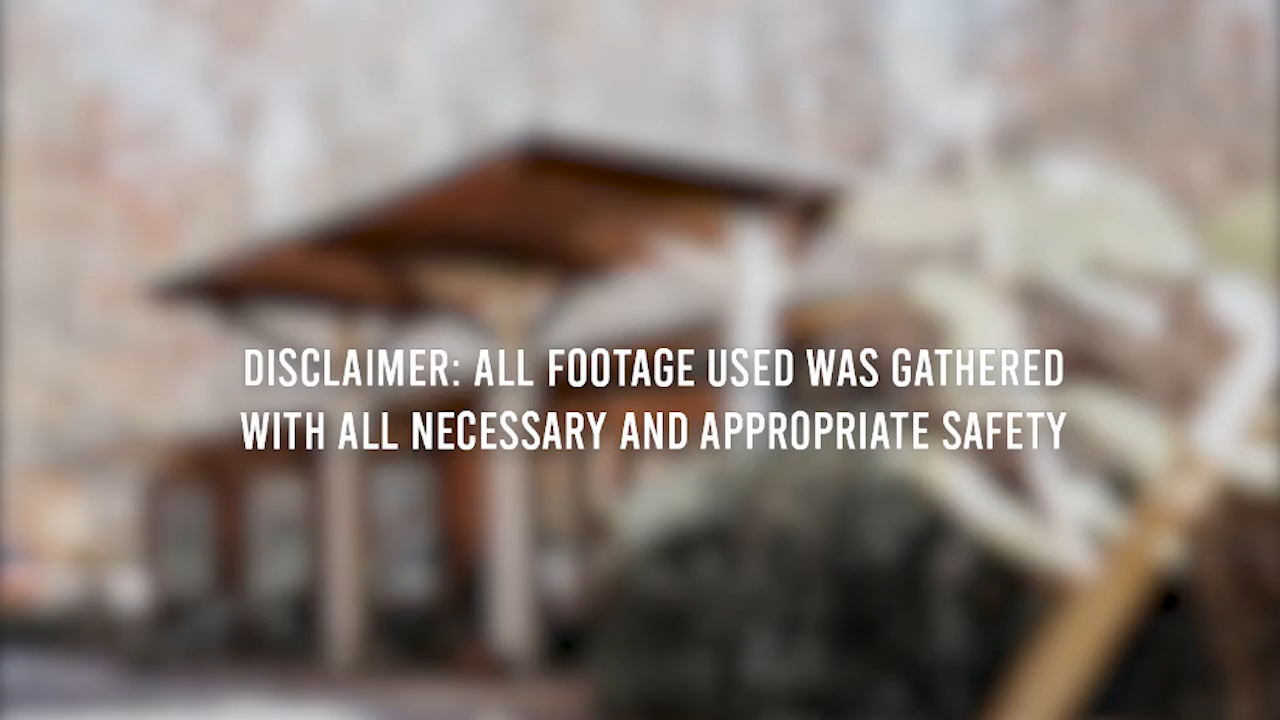 DISCLAIMER: ALL FOOTAGE USED WAS GATHERED
WITH ALL NECESSARY AND APPROPRIATE SAFETY